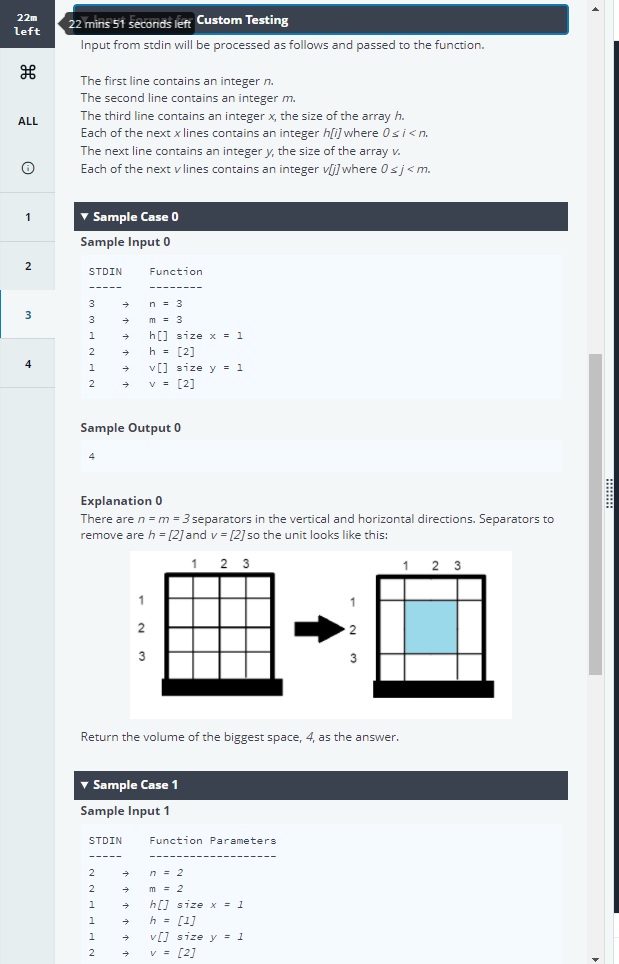 22m
left
22 mins 51 seconds left
Custom Testing
Input from stdin will be processed as follows and passed to the function.
The first line contains an integer n.
The second line contains an integer m.
The third line contains an integer x, the size of the array h.
Each of the next x lines contains an integer h[i] where 0 ≤ i < n.
The next line contains an integer y, the size of the array v.
Each of the next v lines contains an integer v[j] where 0 ≤ j < m.
ALL
1
2
3
4
▼ Sample Case 0
Sample Input 0
STDIN Function
----- --------
3 → n = 3
3 → m = 3
1 → h[] size x = 1
2 → h = [2]
1 → v[] size y = 1
2 → v = [2]
Sample Output 0
4
Explanation 0
There are n = m = 3 separators in the vertical and horizontal directions. Separators to
remove are h = [2] and v = [2] so the unit looks like this:
1 2 3
1
2
3
1 2 3
1
2
3
Return the volume of the biggest space, 4, as the answer.
▼ Sample Case 1
Sample Input 1
STDIN Function Parameters
----- -------------------
2 → n = 2
2 → m = 2
1 → h[] size x = 1
1 → h = [1]
1 → v[] size y = 1
2 → v = [2]